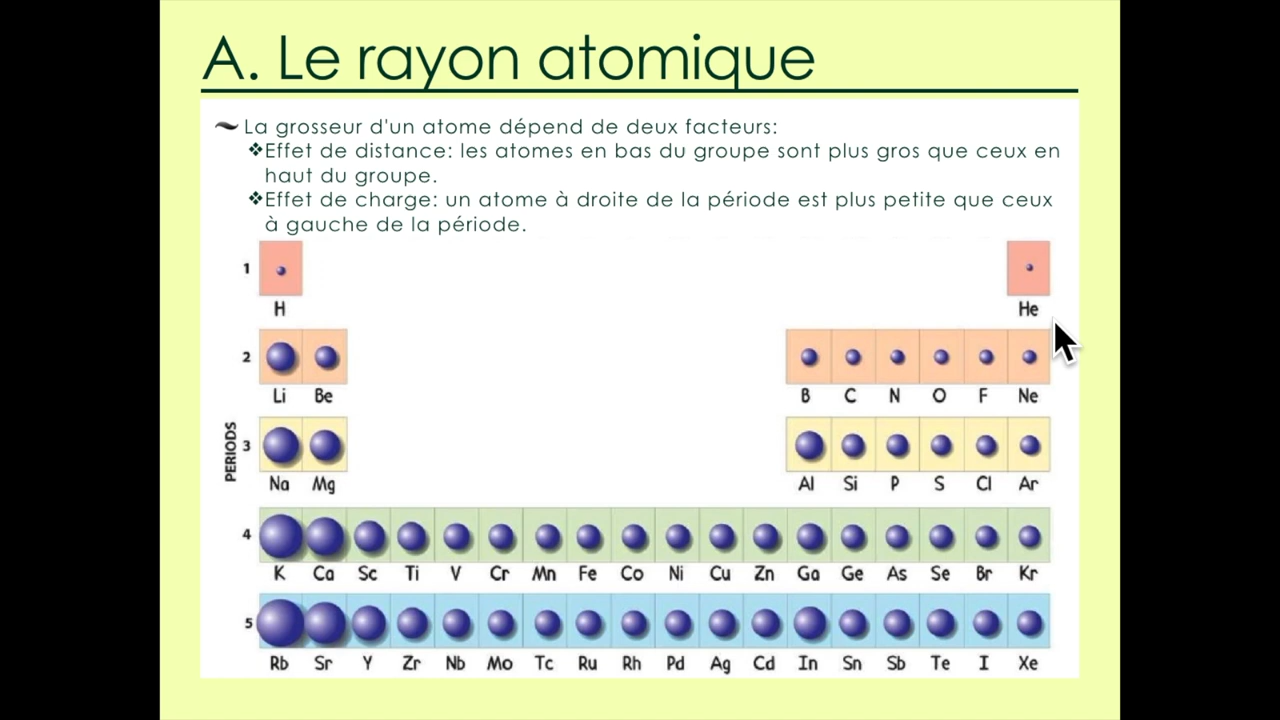 A. Le rayon atomique
La grosseur d'un atome dépend de deux facteurs:
❖Effet de distance: les atomes en bas du groupe sont plus gros que ceux en
haut du groupe.
❖Effet de charge: un atome à droite de la période est plus petite que ceux
à gauche de la période.
1
H He
2
Li Be B C N O F Ne
PERIODS
3
Na Mg Al Si P S Cl Ar
4
K Ca Sc Ti V Cr Mn Fe Co Ni Cu Zn Ga Ge As Se Br Kr
5
Rb Sr Y Zr Nb Mo Tc Ru Rh Pd Ag Cd In Sn Sb Te I Xe